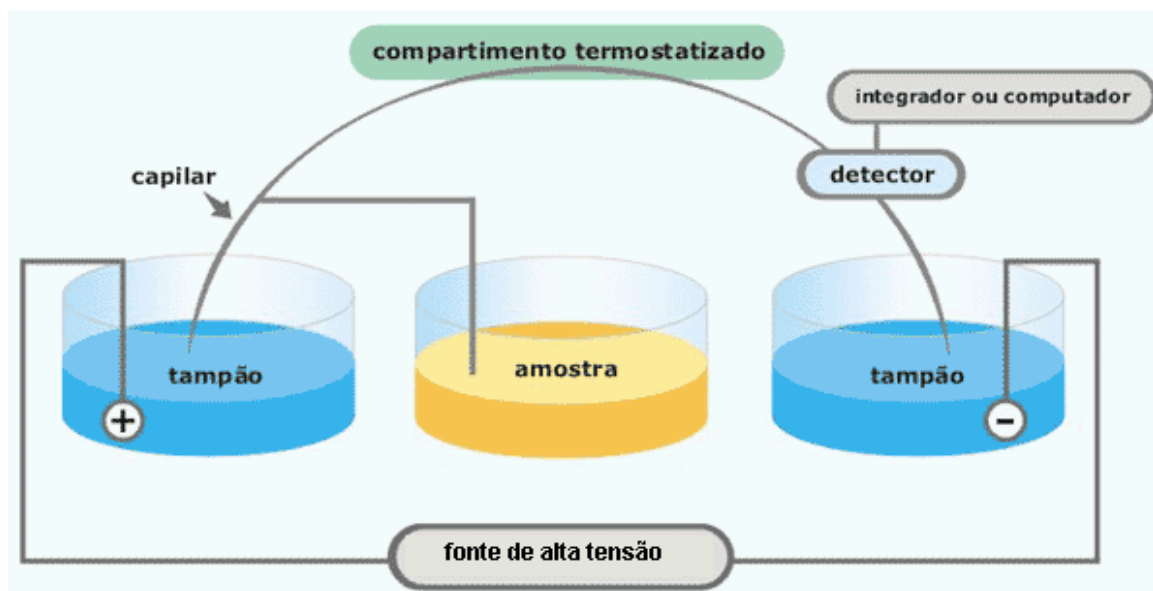 compartimento termostatizado
integrador ou computador
capilar
detector
tampão
amostra
tampão
+
-
fonte de alta tensão